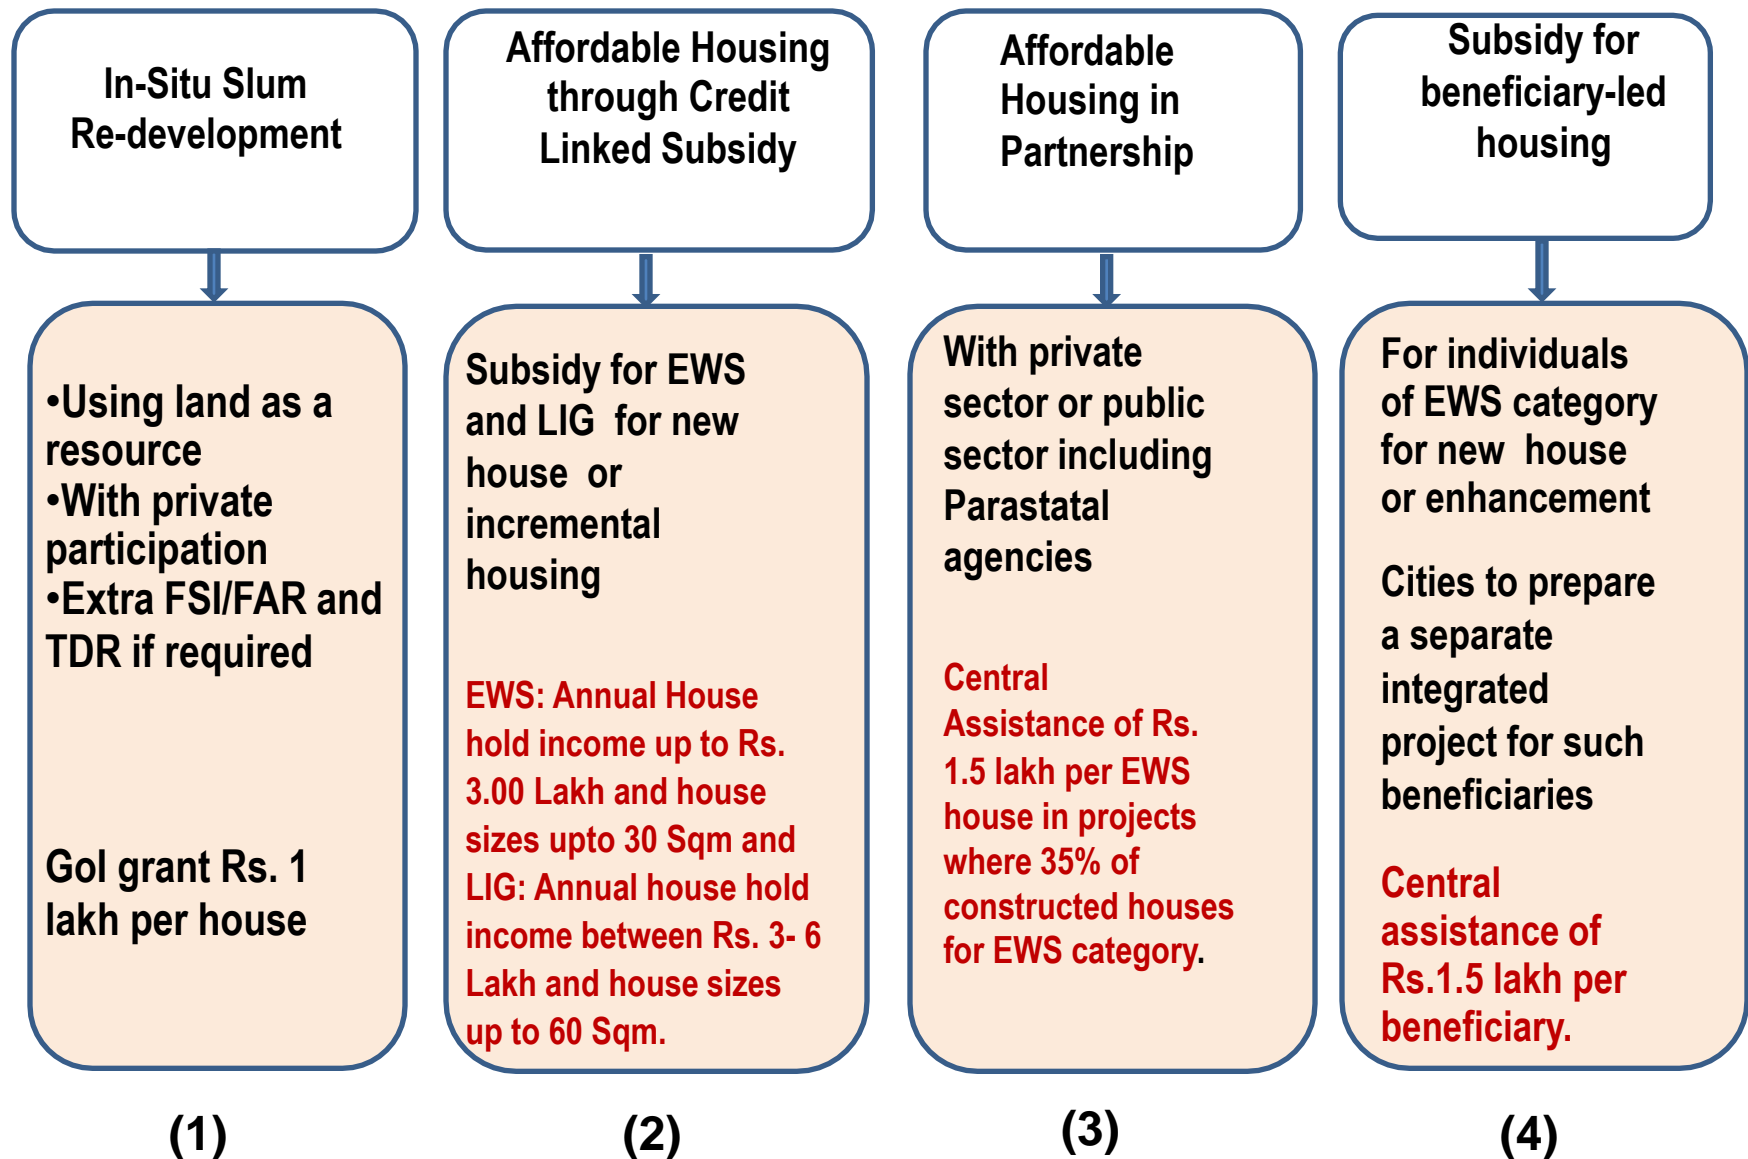 In-Situ Slum
Re-development
•Using land as a
resource
•With private
participation
•Extra FSI/FAR and
TDR if required
GoI grant Rs. 1
lakh per house
(1)
Affordable Housing
through Credit
Linked Subsidy
Subsidy for EWS
and LIG for new
house or
incremental
housing
EWS: Annual House
hold income up to Rs.
3.00 Lakh and house
sizes upto 30 Sqm and
LIG: Annual house hold
income between Rs. 3- 6
Lakh and house sizes
up to 60 Sqm.
(2)
Affordable
Housing in
Partnership
With private
sector or public
sector including
Parastatal
agencies
Central
Assistance of Rs.
1.5 lakh per EWS
house in projects
where 35% of
constructed houses
for EWS category.
(3)
Subsidy for
beneficiary-led
housing
For individuals
of EWS category
for new house
or enhancement
Cities to prepare
a separate
integrated
project for such
beneficiaries
Central
assistance of
Rs.1.5 lakh per
beneficiary.
(4)